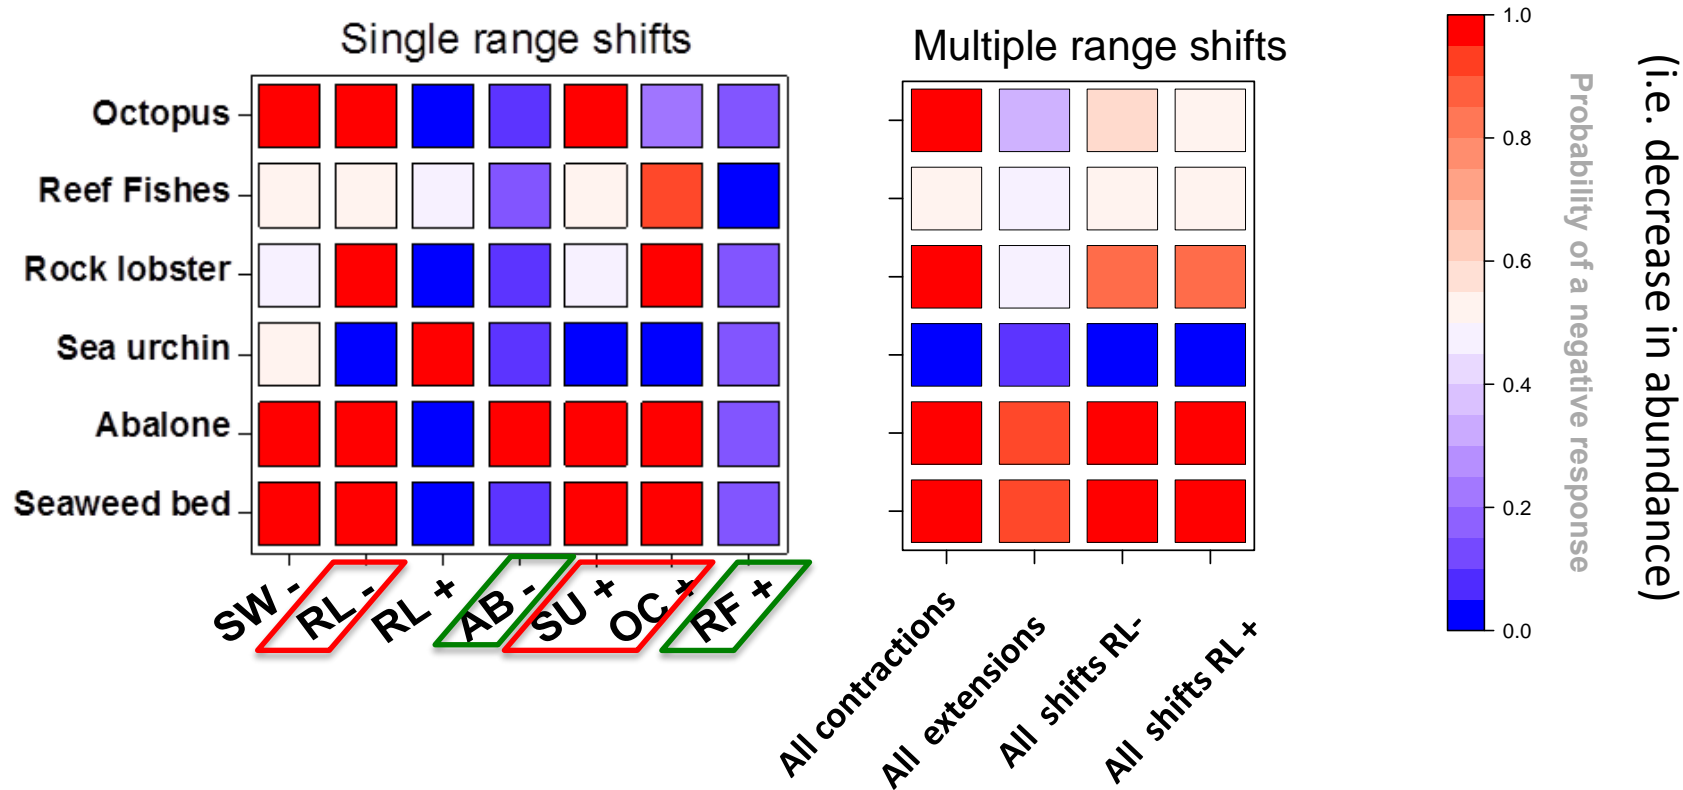 Single range shifts
Multiple range shifts
Octopus
Reef Fishes
Rock lobster
Sea urchin
Abalone
Seaweed bed
SW -
RL -
RL +
AB -
SU +
OC +
RF +
All contractions
All extensions
All shifts RL-
All shifts RL +
1.0
0.8
0.6
0.4
0.2
0.0
Probability of a negative response
(i.e. decrease in abundance)